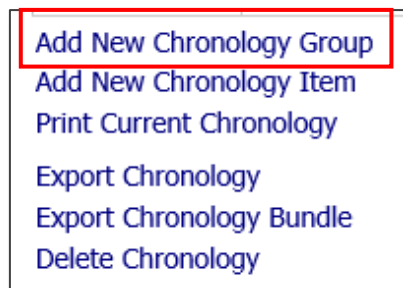 Add New Chronology Group
Add New Chronology Item
Print Current Chronology
Export Chronology
Export Chronology Bundle
Delete Chronology